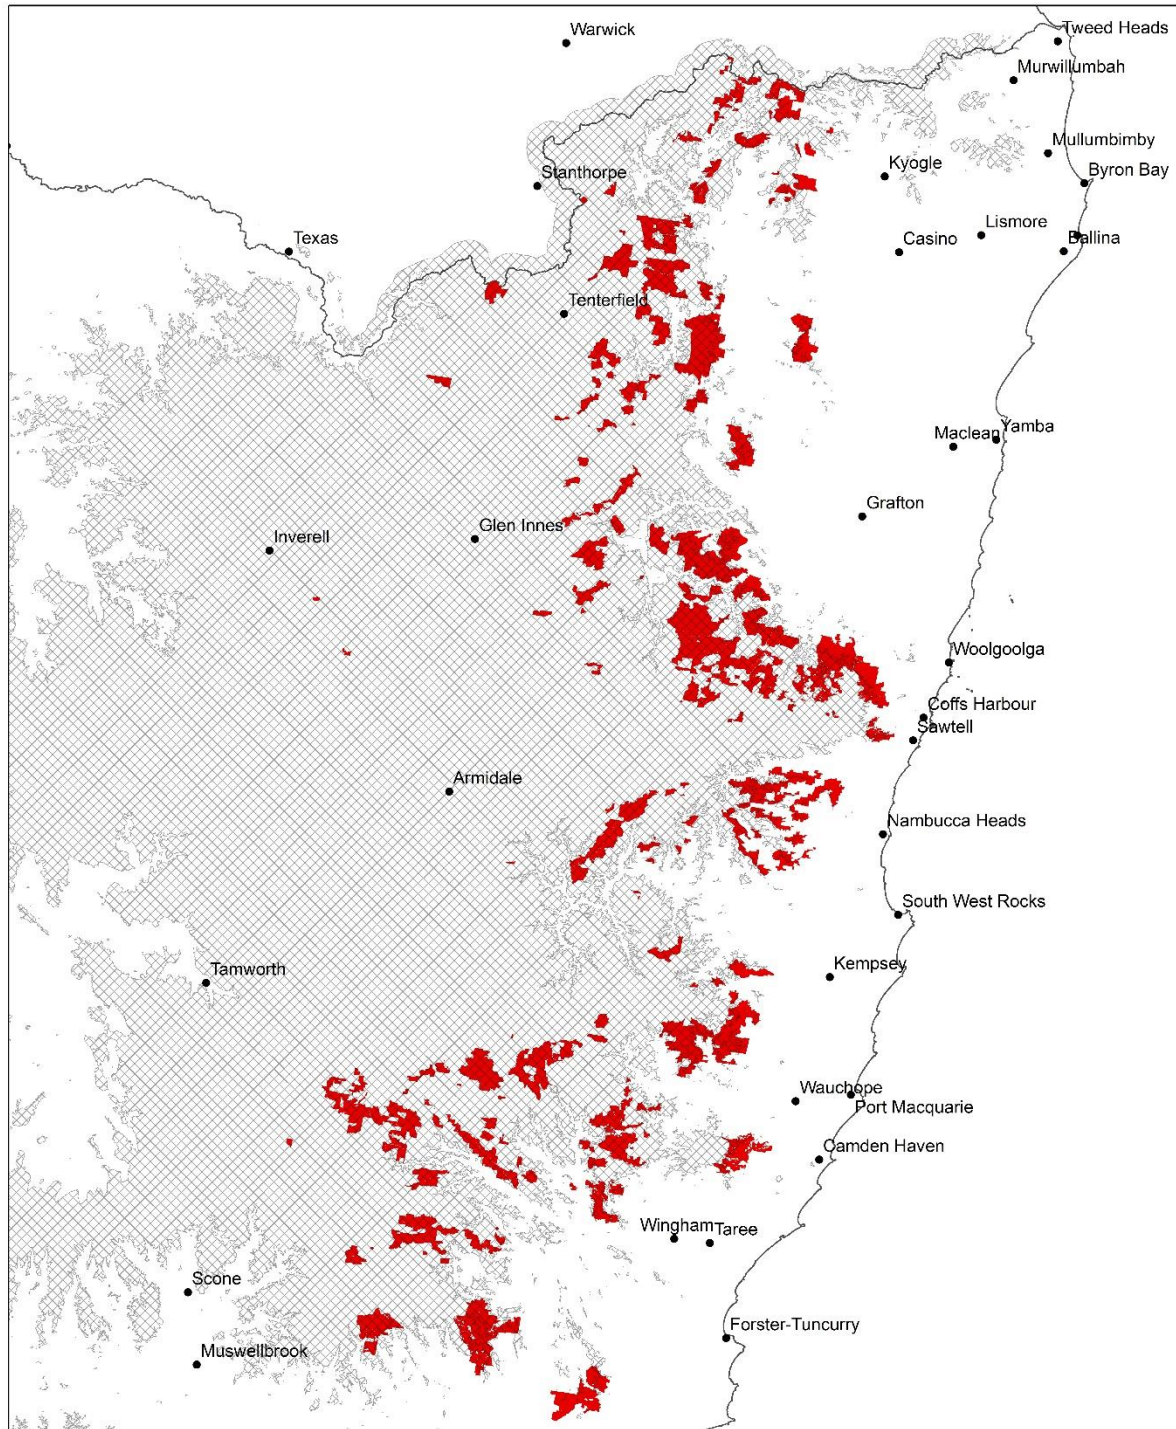 Warwick
Tweed Heads
Murwillumbah
Mullumbimby
Kyogle
Byron Bay
Stanthorpe
Lismore
Texas
Casino
Ballina
Tenterfield
Maclean
Yamba
Grafton
Inverell
Glen Innes
Woolgoolga
Coffs Harbour
Sawtell
Armidale
Nambucca Heads
South West Rocks
Tamworth
Kempsey
Wauchope
Port Macquarie
Camden Haven
Wingham
Taree
Scone
Forster-Tuncurry
Muswellbrook